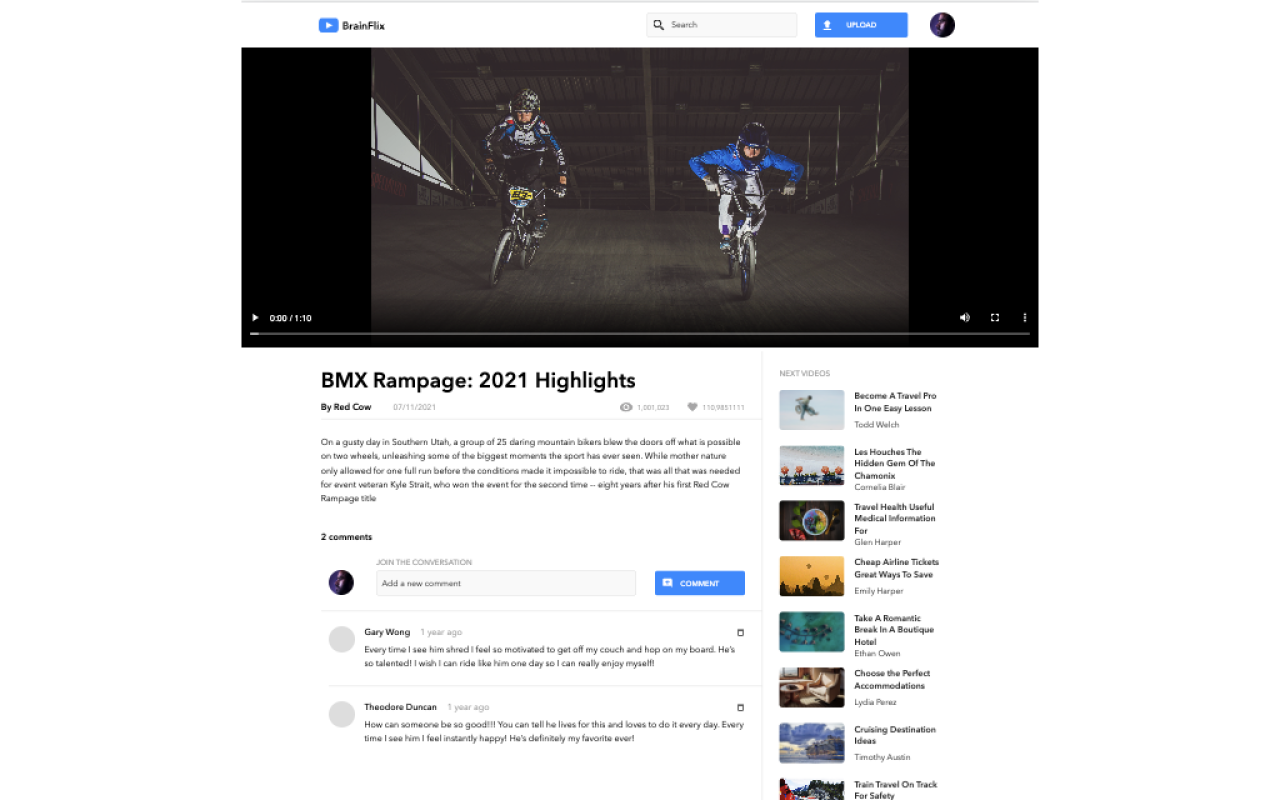 BrainFlix
Search
UPLOAD
0:00 / 1:10
BMX Rampage: 2021 Highlights
By Red Cow 07/11/2021 1,001,023 110,9851111
On a gusty day in Southern Utah, a group of 25 daring mountain bikers blew the doors off what is possible
on two wheels, unleashing some of the biggest moments the sport has ever seen. While mother nature
only allowed for one full run before the conditions made it impossible to ride, that was all that was needed
for event veteran Kyle Strait, who won the event for the second time -- eight years after his first Red Cow
Rampage title
2 comments
JOIN THE CONVERSATION
Add a new comment
COMMENT
Gary Wong 1 year ago
Every time I see him shred I feel so motivated to get off my couch and hop on my board. He's
so talented! I wish I can ride like him one day so I can really enjoy myself!
Theodore Duncan 1 year ago
How can someone be so good!!! You can tell he lives for this and loves to do it every day. Every
time I see him I feel instantly happy! He's definitely my favorite ever!
NEXT VIDEOS
Become A Travel Pro
In One Easy Lesson
Todd Welch
Les Houches The
Hidden Gem Of The
Chamonix
Cornelia Blair
Travel Health Useful
Medical Information
For
Glen Harper
Cheap Airline Tickets
Great Ways To Save
Emily Harper
Take A Romantic
Break In A Boutique
Hotel
Ethan Owen
Choose the Perfect
Accommodations
Lydia Perez
Cruising Destination
Ideas
Timothy Austin
Train Travel On Track
For Safety